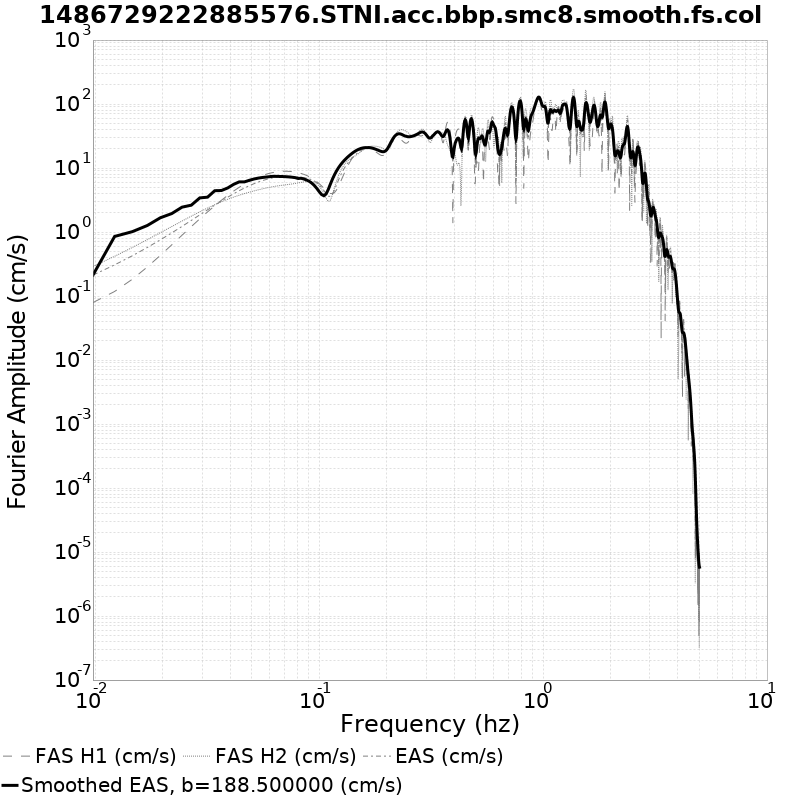 1486729222885576.STNI.acc.bbp.smc8.smooth.fs.col
Fourier Amplitude (cm/s)
10^3
10^2
10^1
10^0
10^-1
10^-2
10^-3
10^-4
10^-5
10^-6
10^-7
10^-2 10^-1 10^0 10^1
Frequency (hz)
FAS H1 (cm/s) FAS H2 (cm/s) EAS (cm/s)
Smoothed EAS, b=188.500000 (cm/s)